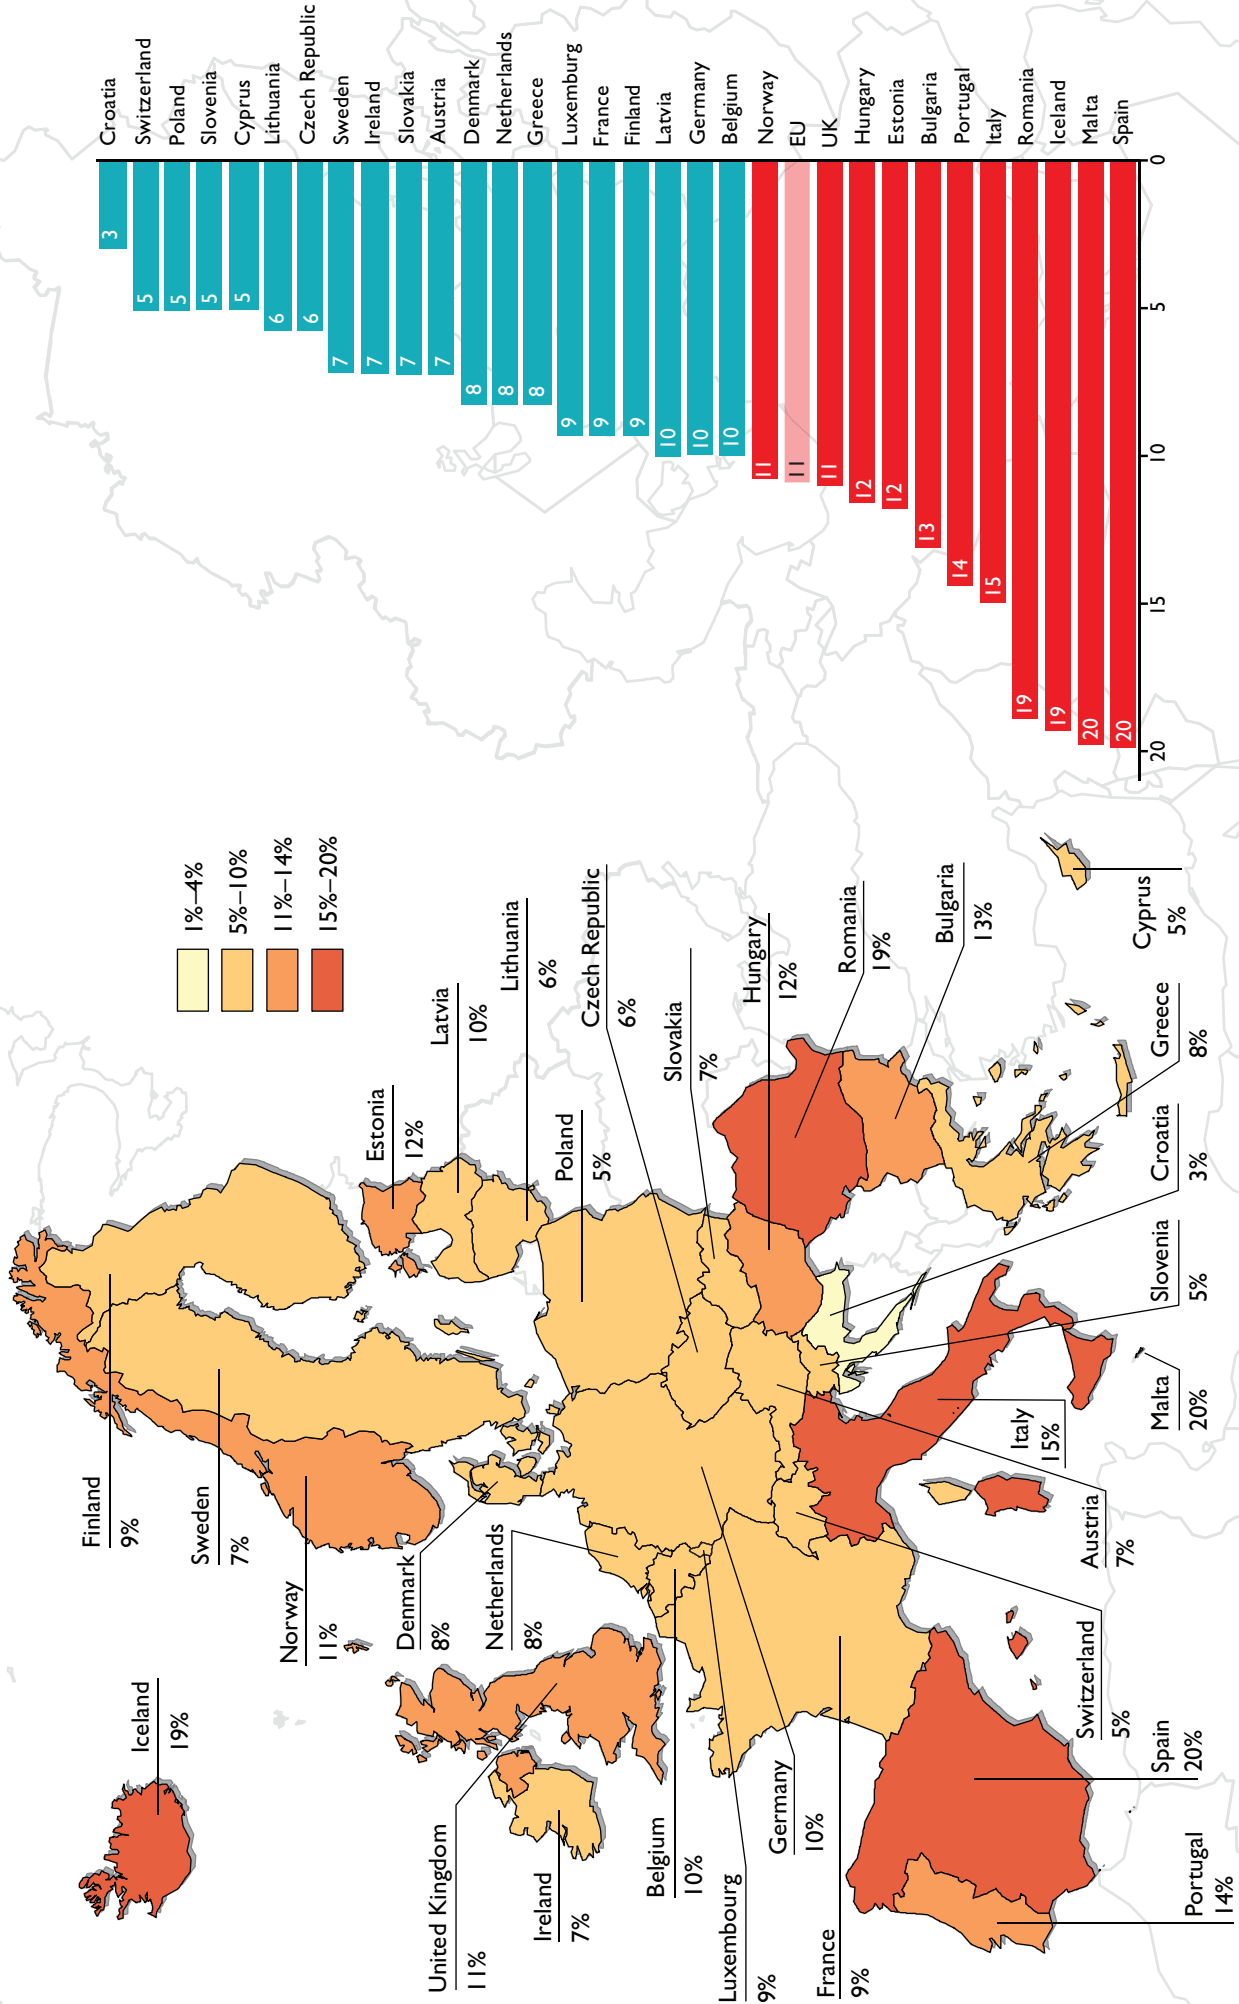 Iceland
19%
Finland
9%
Sweden
7%
Norway
11%
Denmark
8%
Netherlands
8%
United Kingdom
11%
Ireland
7%
Belgium
10%
Luxembourg
9%
Germany
10%
France
9%
Portugal
14%
Spain
20%
Switzerland
5%
Austria
7%
Italy
15%
Malta
20%
Slovenia
5%
Croatia
3%
Greece
8%
Cyprus
5%
Bulgaria
13%
Romania
19%
Hungary
12%
Slovakia
7%
Czech Republic
6%
Poland
5%
Lithuania
6%
Latvia
10%
Estonia
12%
1%–4%
5%–10%
11%–14%
15%–20%
3 Croatia
5 Switzerland
5 Poland
5 Slovenia
5 Cyprus
6 Lithuania
6 Czech Republic
7 Sweden
7 Ireland
7 Slovakia
7 Austria
8 Denmark
8 Netherlands
8 Greece
9 Luxemburg
9 France
9 Finland
10 Latvia
10 Germany
10 Belgium
11 Norway
11 EU
11 UK
12 Hungary
12 Estonia
13 Bulgaria
14 Portugal
15 Italy
19 Romania
19 Iceland
20 Malta
20 Spain
20 15 10 5 0